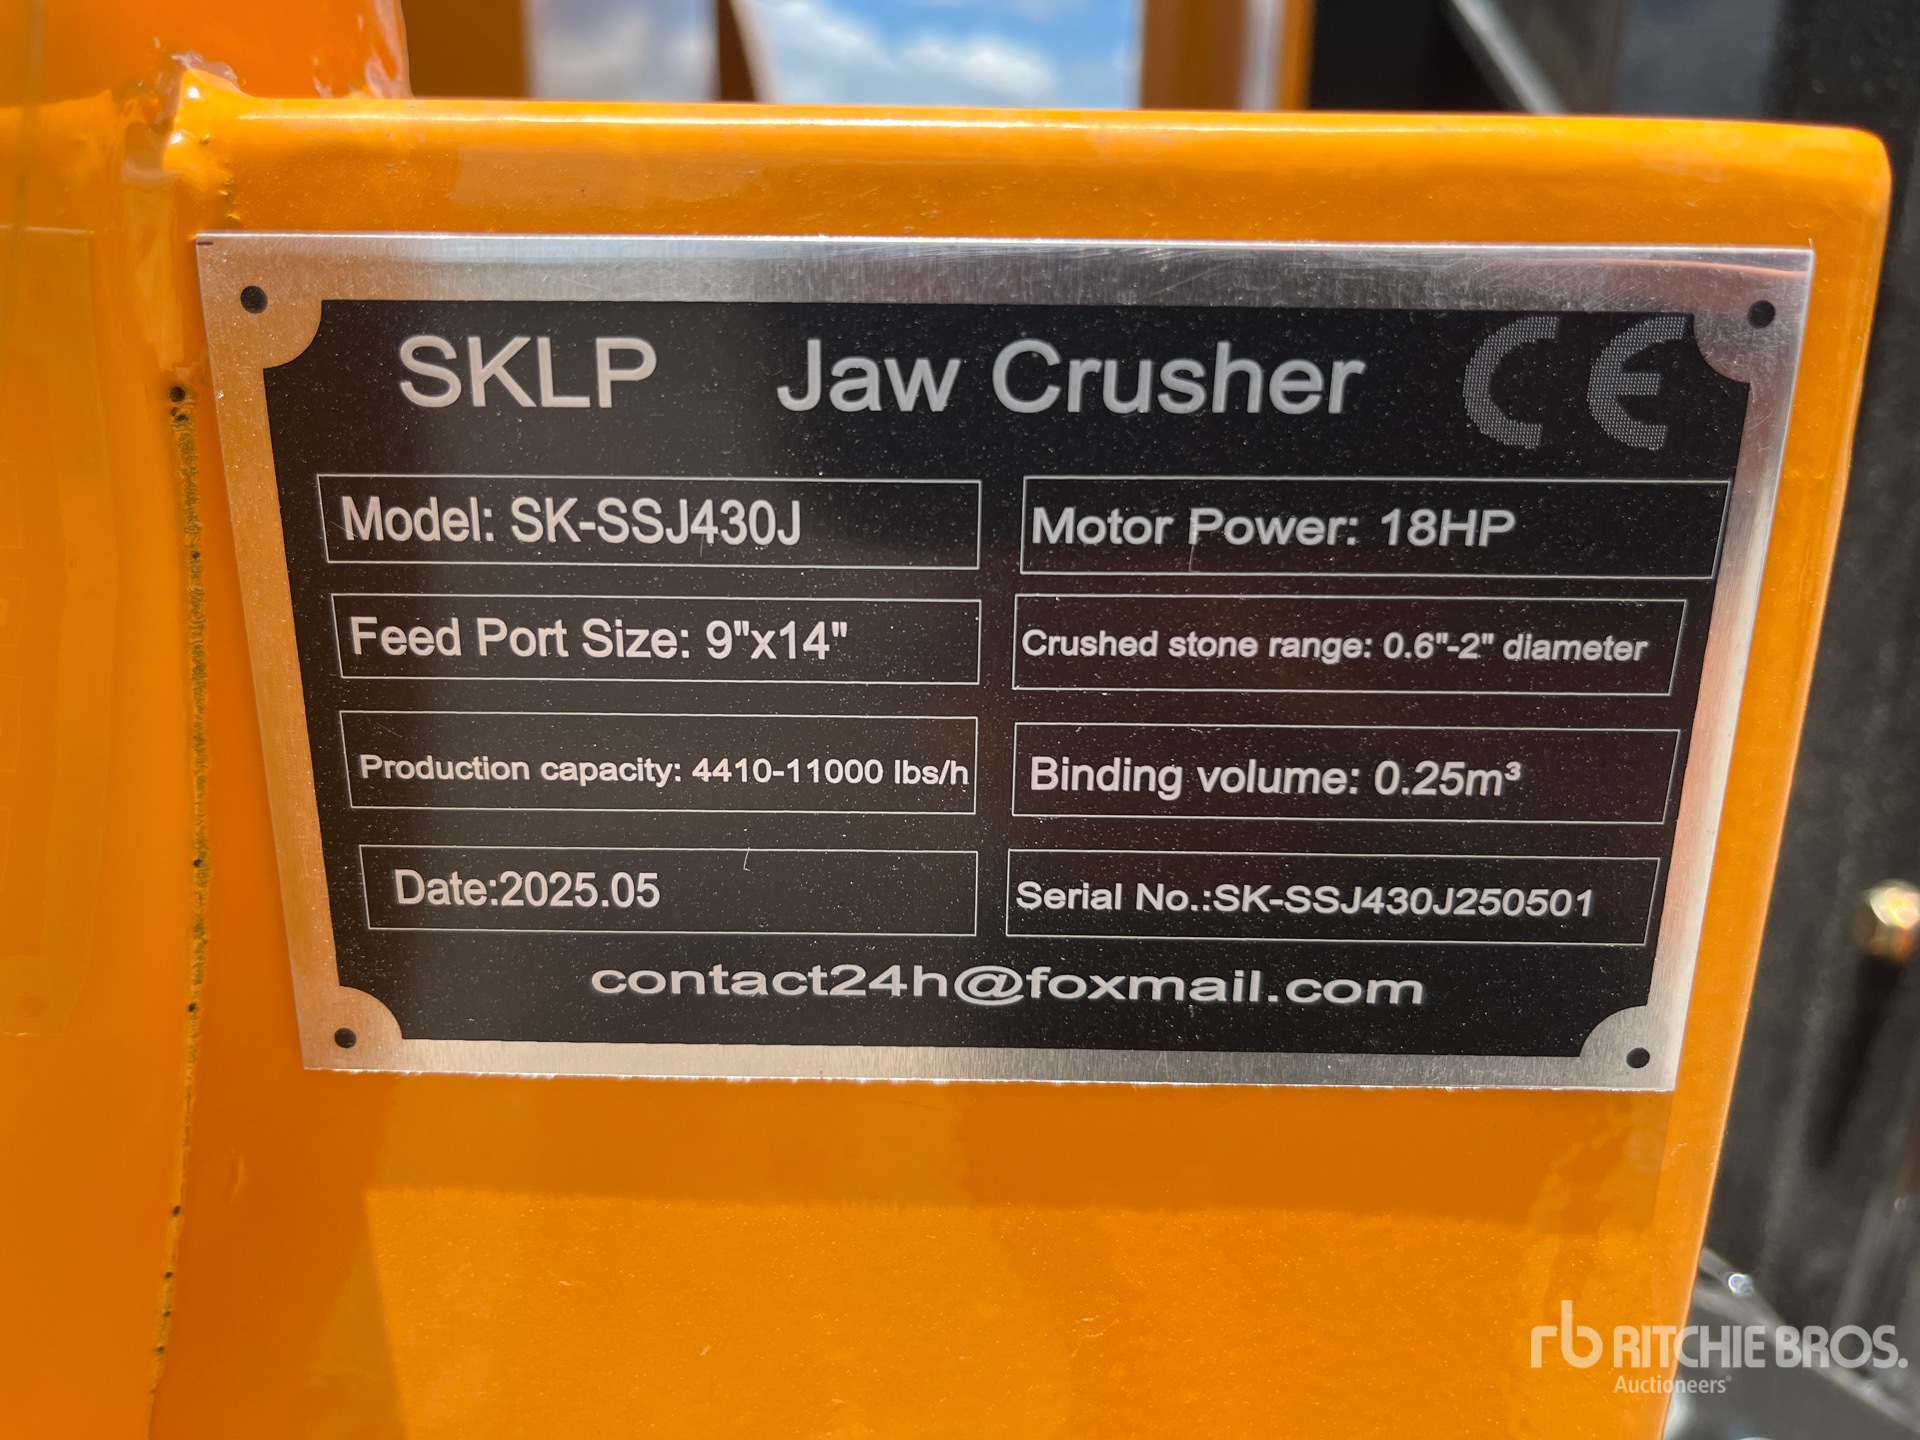 SKLP Jaw Crusher CE
Model: SK-SSJ430J
Motor Power: 18HP
Feed Port Size: 9"x14"
Crushed stone range: 0.6"-2" diameter
Production capacity: 4410-11000 lbs/h
Binding volume: 0.25m³
Date:2025.05
Serial No.:SK-SSJ430J250501
contact24h@foxmail.com
rb RITCHIE BROS.
Auctioneers